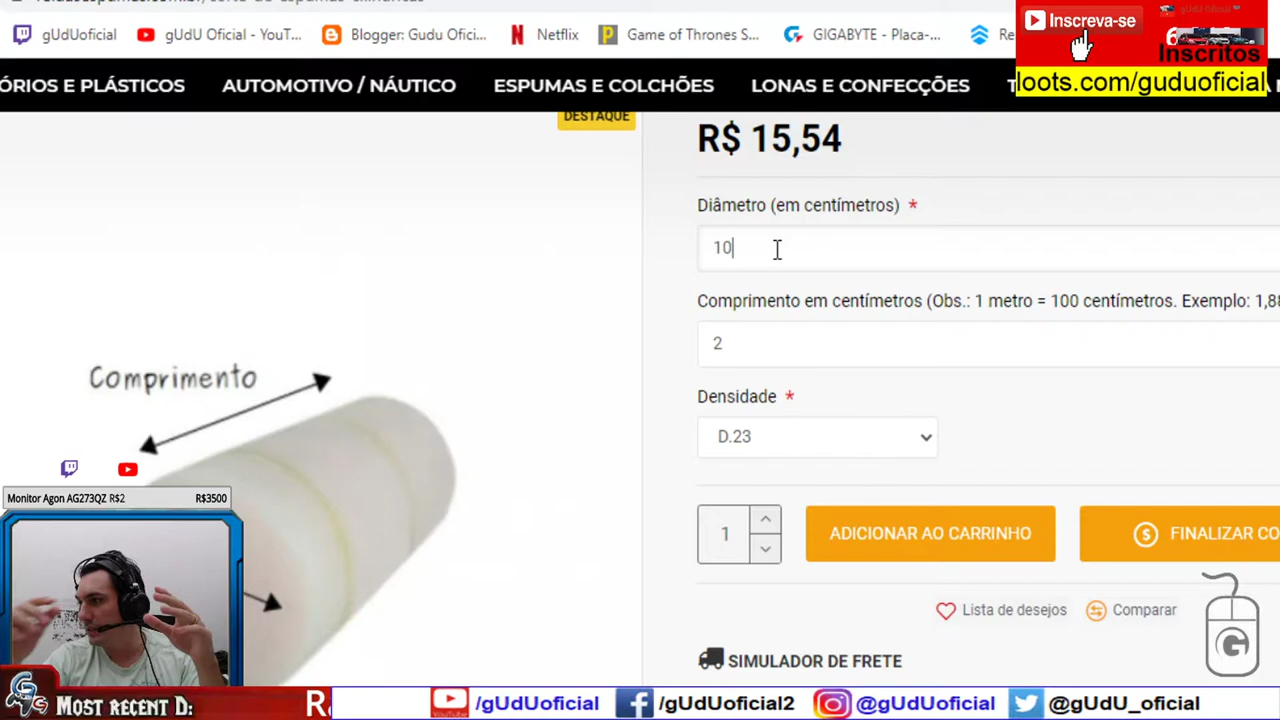 gUdUoficial
gUdU Oficial - YouT...
Blogger: Gudu Ofici...
Netflix
Game of Thrones S...
GIGABYTE - Placa-...
Inscreva-se
Inscritos
loots.com/guduoficial
ÓRIOS E PLÁSTICOS
AUTOMOTIVO / NÁUTICO
ESPUMAS E COLCHÕES
LONAS E CONFECÇÕES
DESTAQUE
R$ 15,54
Diâmetro (em centímetros) *
10
Comprimento em centímetros (Obs.: 1 metro = 100 centímetros. Exemplo: 1,88
2
Densidade *
D.23
Comprimento
1
ADICIONAR AO CARRINHO
FINALIZAR CO
Lista de desejos
Comparar
SIMULADOR DE FRETE
Monitor Agon AG273QZ R$2
R$3500
Most recent D:
/gUdUoficial
/gUdUoficial2
@gUdUoficial
@gUdU_oficial